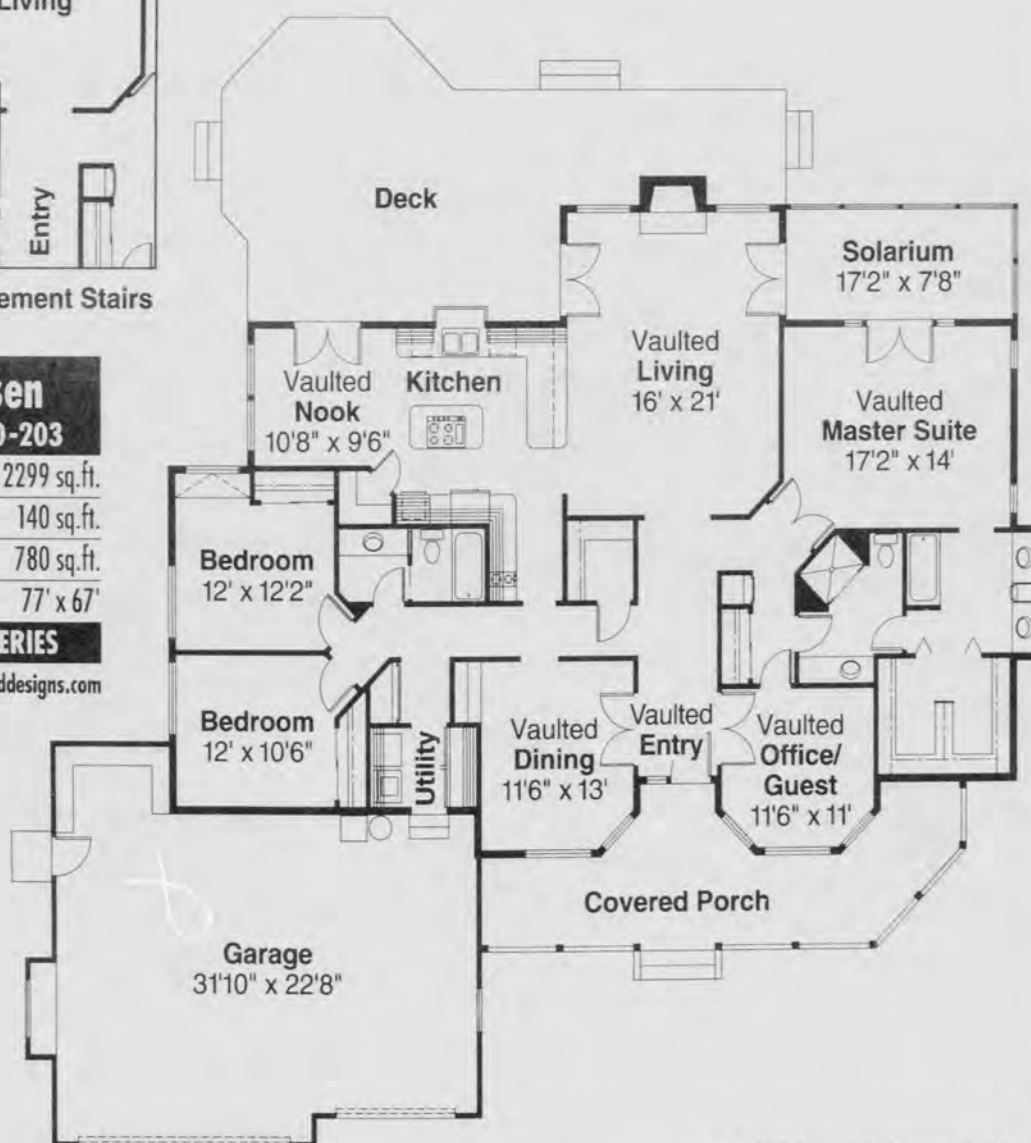 Living
Entry
ement Stairs
sen
0-203
2299 sq.ft.
140 sq.ft.
780 sq.ft.
77' x 67'
ERIES
ddesigns.com
Deck
Solarium
17'2" x 7'8"
Vaulted
Living
16' x 21'
Vaulted
Nook
10'8" x 9'6"
Kitchen
Vaulted
Master Suite
17'2" x 14'
Bedroom
12' x 12'2"
Bedroom
12' x 10'6"
Utility
Vaulted
Dining
11'6" x 13'
Vaulted
Entry
Vaulted
Office/
Guest
11'6" x 11'
Covered Porch
Garage
31'10" x 22'8"